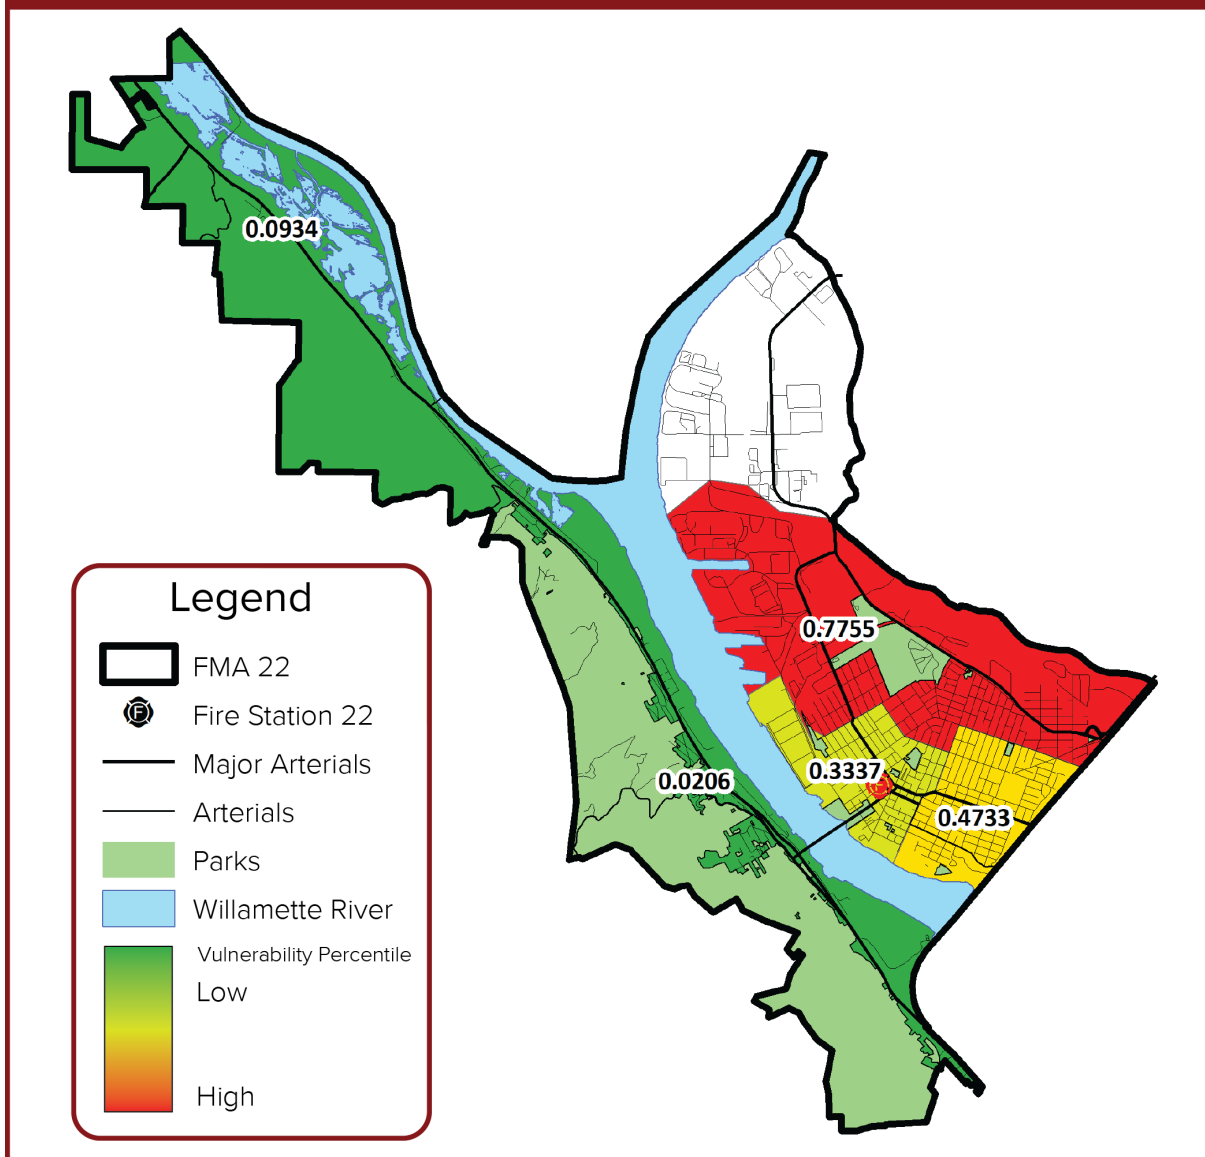 0.0934
0.7755
0.3337
0.0206
0.4733
Legend
FMA 22
F
Fire Station 22
Major Arterials
Arterials
Parks
Willamette River
Vulnerability Percentile
Low
High